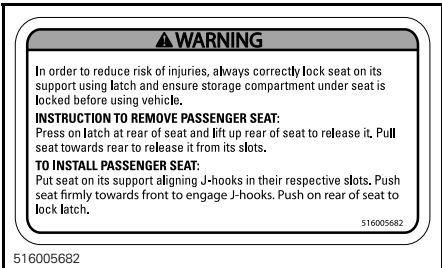 WARNING
In order to reduce risk of injuries, always correctly lock seat on its
support using latch and ensure storage compartment under seat is
locked before using vehicle.
INSTRUCTION TO REMOVE PASSENGER SEAT:
Press on latch at rear of seat and lift up rear of seat to release it. Pull
seat towards rear to release it from its slots.
TO INSTALL PASSENGER SEAT:
Put seat on its support aligning J-hooks in their respective slots. Push
seat firmly towards front to engage J-hooks. Push on rear of seat to
lock latch.
516005682
516005682